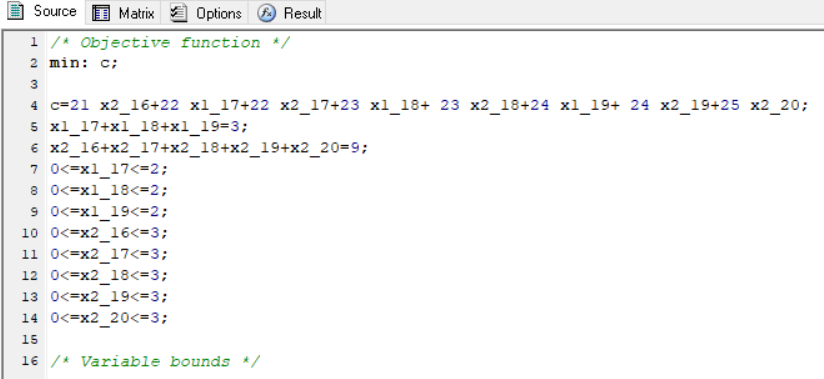 Source Matrix Options Result
1 /* Objective function */
2 min: c;
3
4 c=21 x2_16+22 x1_17+22 x2_17+23 x1_18+ 23 x2_18+24 x1_19+ 24 x2_19+25 x2_20;
5 x1_17+x1_18+x1_19=3;
6 x2_16+x2_17+x2_18+x2_19+x2_20=9;
7 0<=x1_17<=2;
8 0<=x1_18<=2;
9 0<=x1_19<=2;
10 0<=x2_16<=3;
11 0<=x2_17<=3;
12 0<=x2_18<=3;
13 0<=x2_19<=3;
14 0<=x2_20<=3;
15
16 /* Variable bounds */